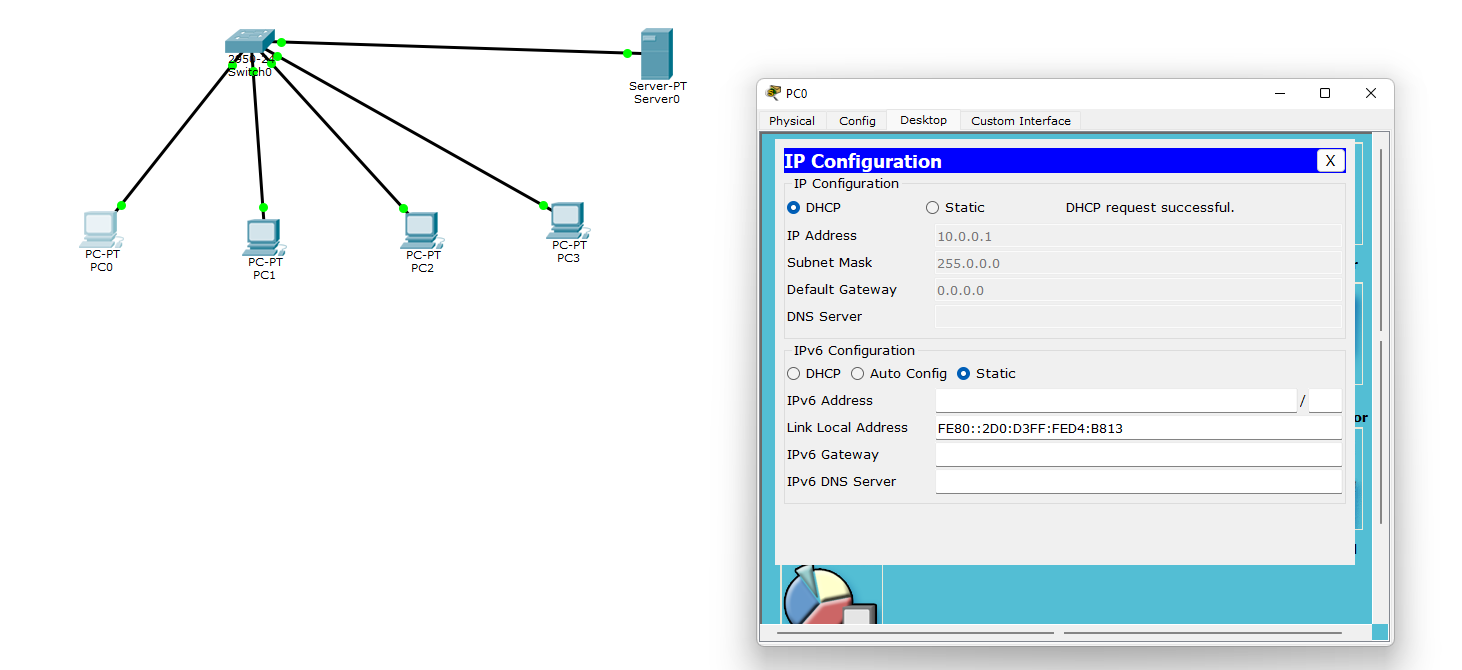 2950-24
Switch0
Server-PT
Server0
PC-PT
PC0
PC-PT
PC1
PC-PT
PC2
PC-PT
PC3
PC0
Physical Config Desktop Custom Interface
IP Configuration X
IP Configuration
DHCP Static DHCP request successful.
IP Address 10.0.0.1
Subnet Mask 255.0.0.0
Default Gateway 0.0.0.0
DNS Server
IPv6 Configuration
DHCP Auto Config Static
IPv6 Address /
Link Local Address FE80::2D0:D3FF:FED4:B813
IPv6 Gateway
IPv6 DNS Server
or